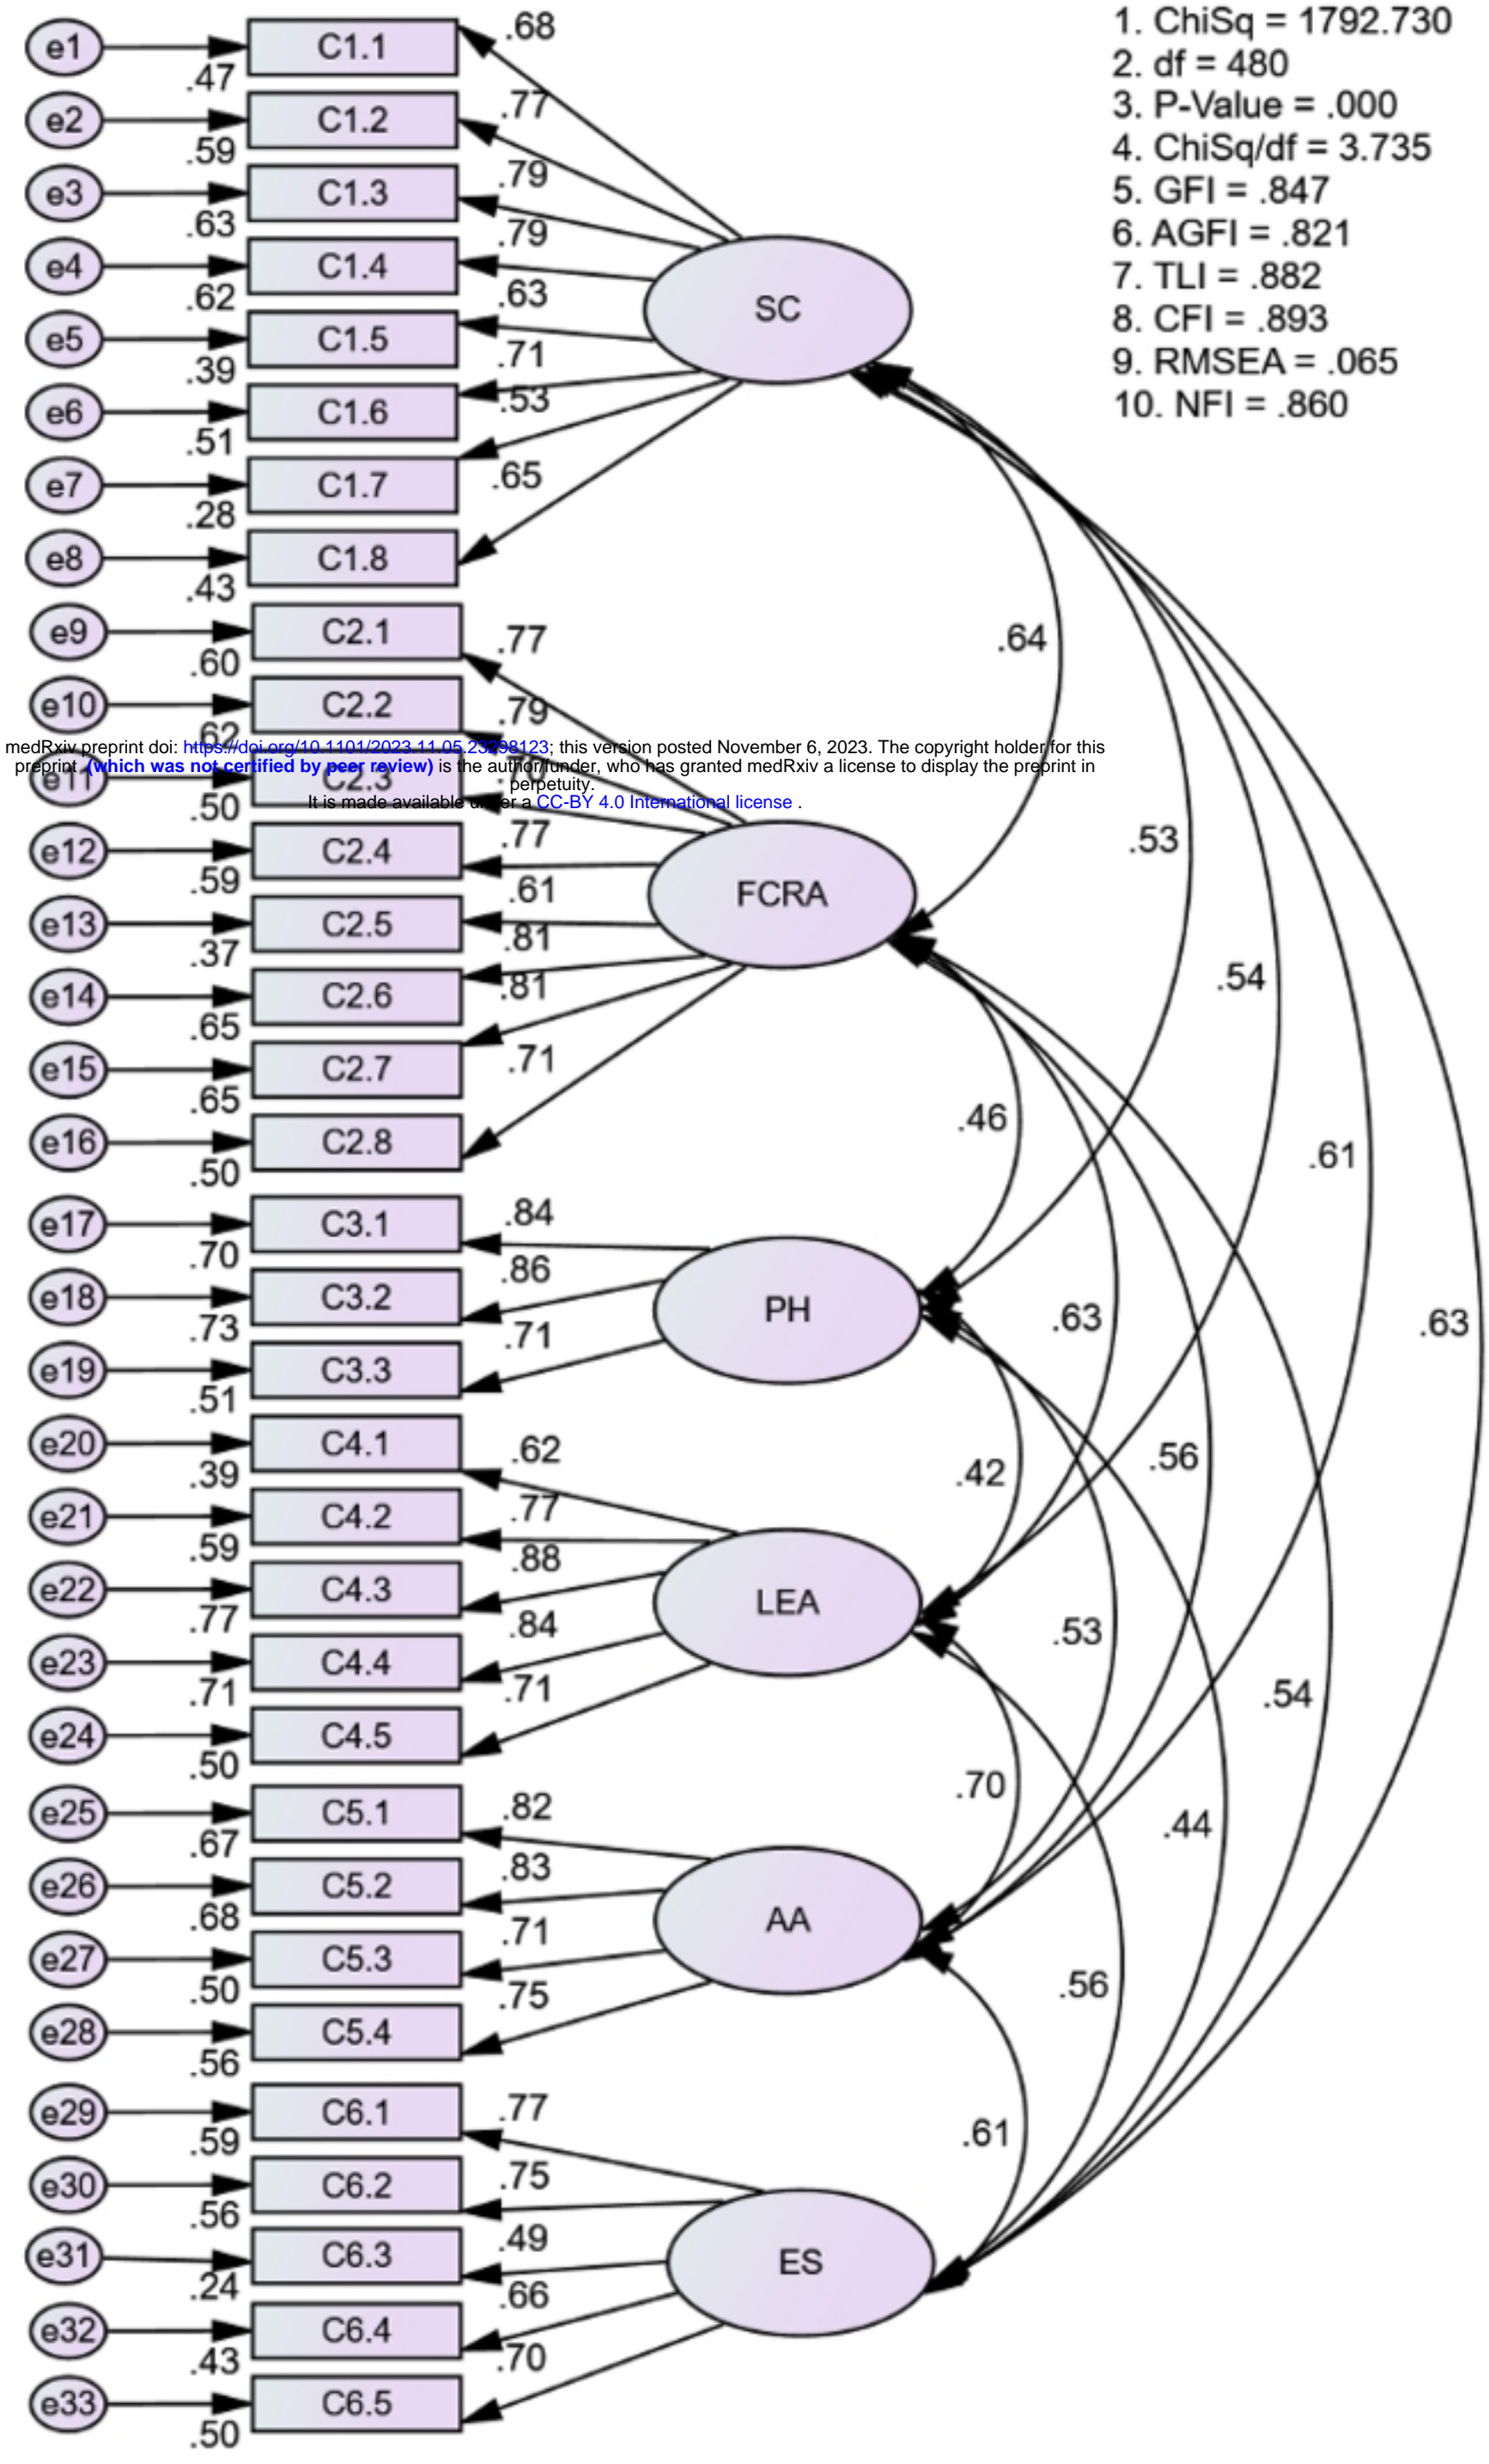 1. ChiSq = 1792.730
2. df = 480
3. P-Value = .000
4. ChiSq/df = 3.735
5. GFI = .847
6. AGFI = .821
7. TLI = .882
8. CFI = .893
9. RMSEA = .065
10. NFI = .860
e1 C1.1 .68
.47
e2 C1.2 .77
.59
e3 C1.3 .79
.63
e4 C1.4 .79
.62
e5 C1.5 .63
.39
e6 C1.6 .71
.51
e7 C1.7 .53
.28
e8 C1.8 .65
.43
SC
e9 C2.1 .77
.60
e10 C2.2 .79
.62
medRxiv preprint doi: https://doi.org/10.1101/2023.11.05.23298123; this version posted November 6, 2023. The copyright holder for this
preprint (which was not certified by peer review) is the author/funder, who has granted medRxiv a license to display the preprint in
perpetuity.
It is made available under a CC-BY 4.0 International license .
e11 C2.3 .70
.50
e12 C2.4 .77
.59
e13 C2.5 .61
.37
e14 C2.6 .81
.65
e15 C2.7 .81
.65
e16 C2.8 .71
.50
FCRA
e17 C3.1 .84
.70
e18 C3.2 .86
.73
e19 C3.3 .71
.51
PH
e20 C4.1 .62
.39
e21 C4.2 .77
.59
e22 C4.3 .88
.77
e23 C4.4 .84
.71
e24 C4.5 .71
.50
LEA
e25 C5.1 .82
.67
e26 C5.2 .83
.68
e27 C5.3 .71
.50
e28 C5.4 .75
.56
AA
e29 C6.1 .77
.59
e30 C6.2 .75
.56
e31 C6.3 .49
.24
e32 C6.4 .66
.43
e33 C6.5 .70
.50
ES
.64
.53
.54
.46
.61
.63
.63
.56
.42
.53
.54
.70
.44
.56
.61